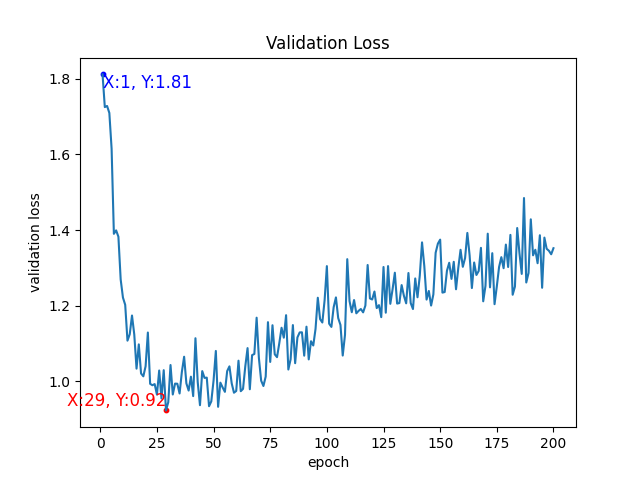 Validation Loss
1.8
X:1, Y:1.81
1.6
1.4
validation loss
1.2
1.0
X:29, Y:0.92
0 25 50 75 100 125 150 175 200
epoch